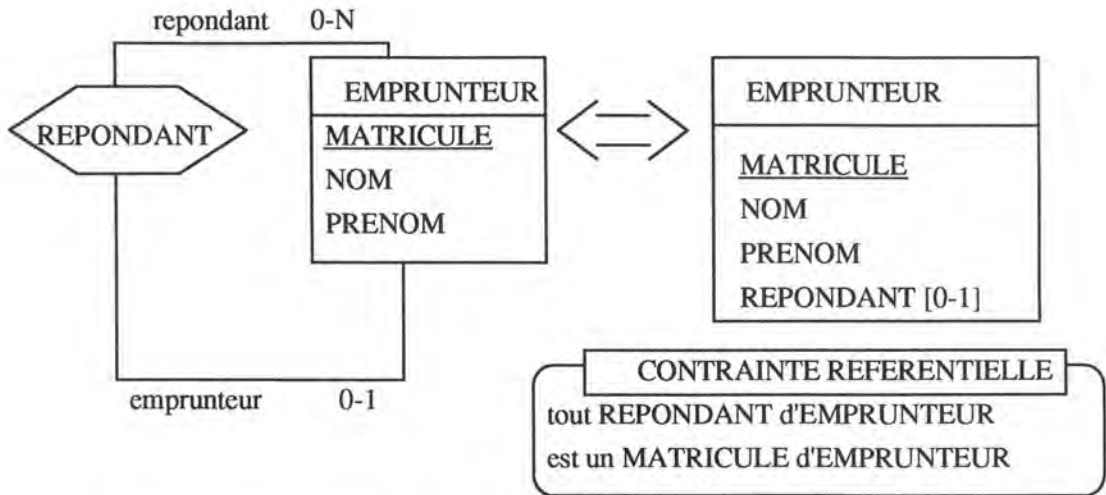 repondant 0-N
REPONDANT
EMPRUNTEUR
MATRICULE
NOM
PRENOM
emprunteur 0-1
EMPRUNTEUR
MATRICULE
NOM
PRENOM
REPONDANT [0-1]
CONTRAINTE REFERENTIELLE
tout REPONDANT d'EMPRUNTEUR
est un MATRICULE d'EMPRUNTEUR